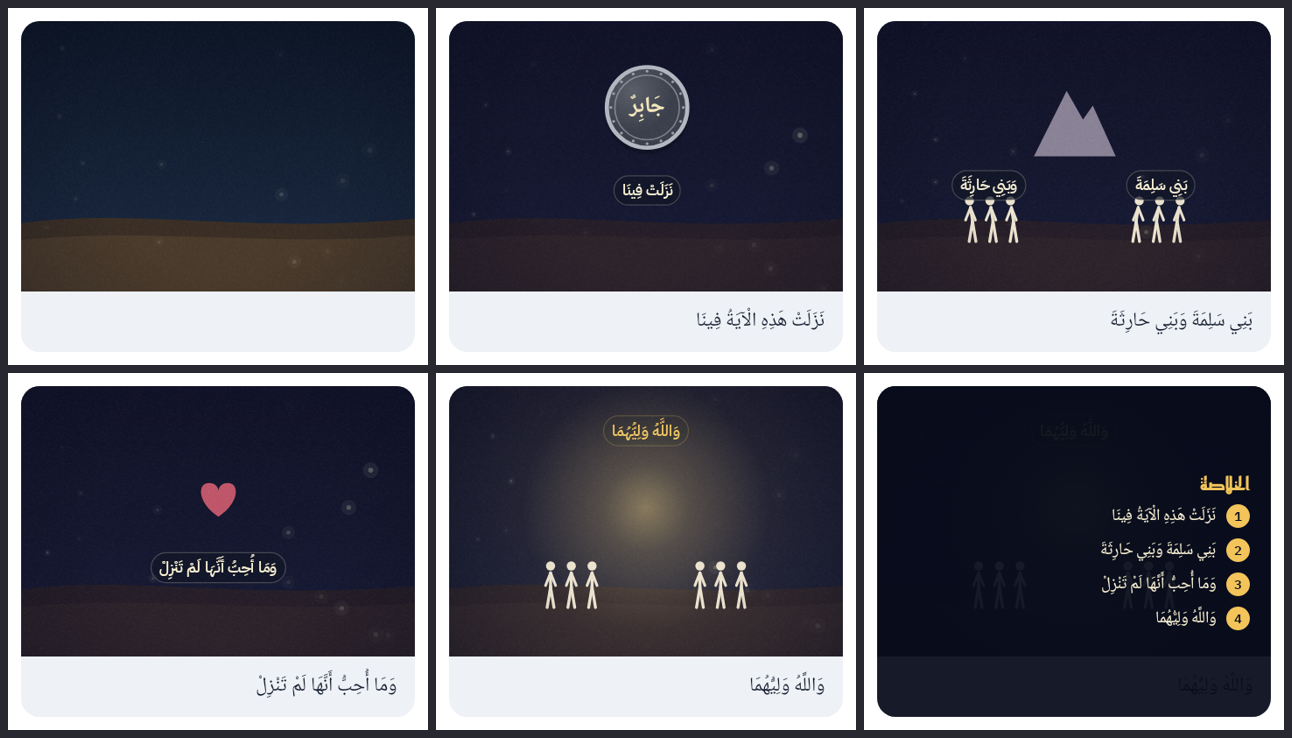 جَابِرٌ
نَزَلَتْ فِينَا
نَزَلَتْ هَذِهِ الْآيَةُ فِينَا
بَنِي سَلِمَةَ
وَبَنِي حَارِثَةَ
بَنِي سَلِمَةَ وَبَنِي حَارِثَةَ
وَمَا أُحِبُّ أَنَّهَا لَمْ تَنْزِلْ
وَمَا أُحِبُّ أَنَّهَا لَمْ تَنْزِلْ
وَاللَّهُ وَلِيُّهُمَا
وَاللَّهُ وَلِيُّهُمَا
وَاللَّهُ وَلِيُّهُمَا
الخلاصة
1 نَزَلَتْ هَذِهِ الْآيَةُ فِينَا
2 بَنِي سَلِمَةَ وَبَنِي حَارِثَةَ
3 وَمَا أُحِبُّ أَنَّهَا لَمْ تَنْزِلْ
4 وَاللَّهُ وَلِيُّهُمَا
وَاللَّهُ وَلِيُّهُمَا